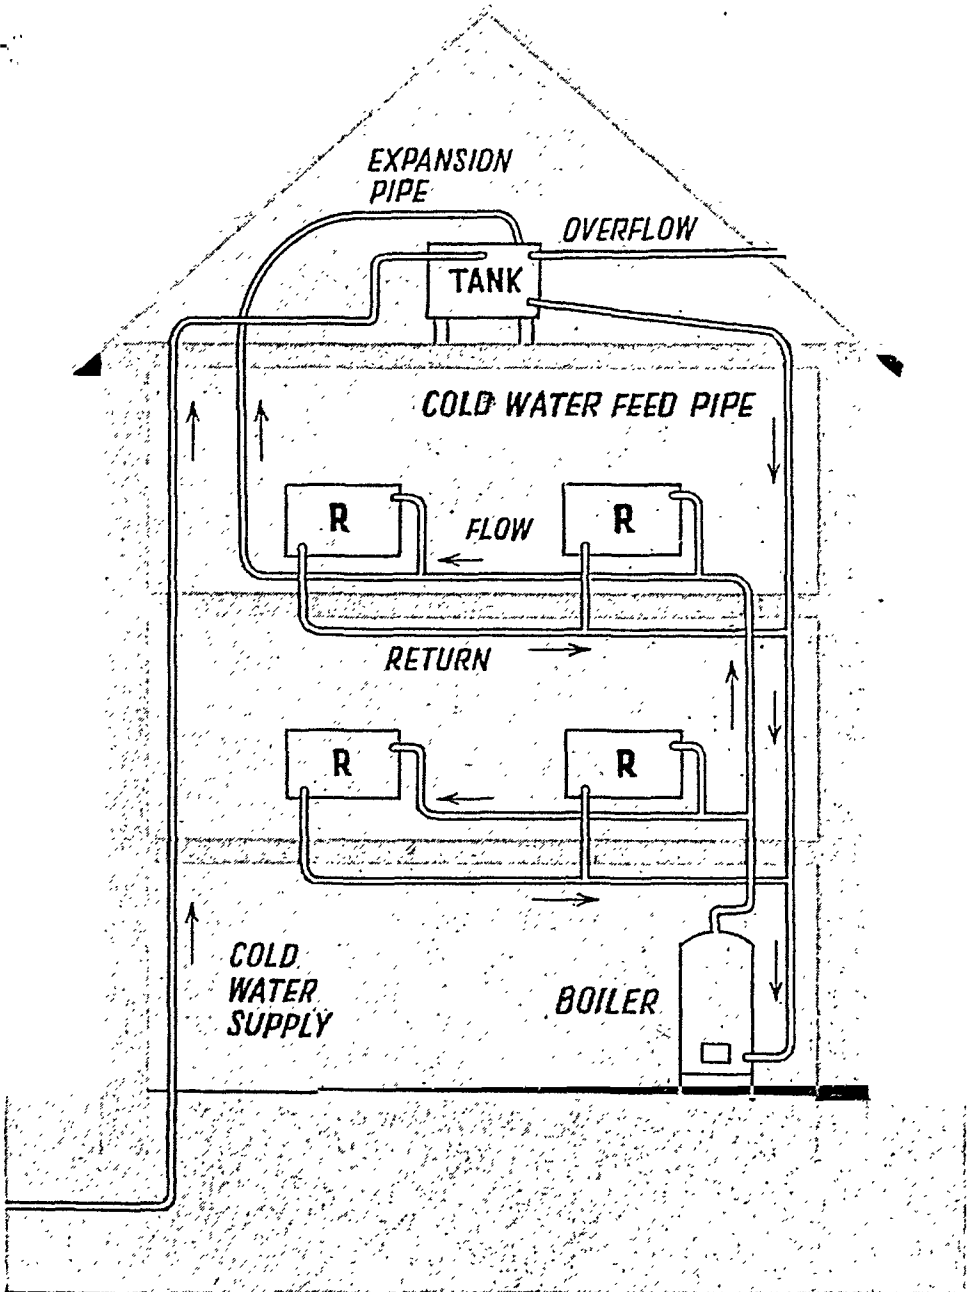 EXPANSION
PIPE
OVERFLOW
TANK
COLD WATER FEED PIPE
R
R
FLOW
RETURN
R
R
COLD
WATER
SUPPLY
BOILER